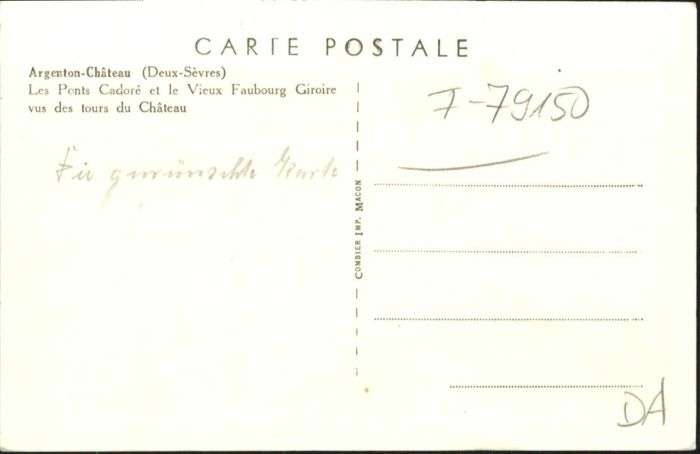 CARTE POSTALE
Argenton-Château (Deux-Sèvres)
Les Ponts Cadoré et le Vieux Faubourg Giroire
vus des tours du Château
F-79150
gewünschte Karte
COMBIER IMP. MACON
DA